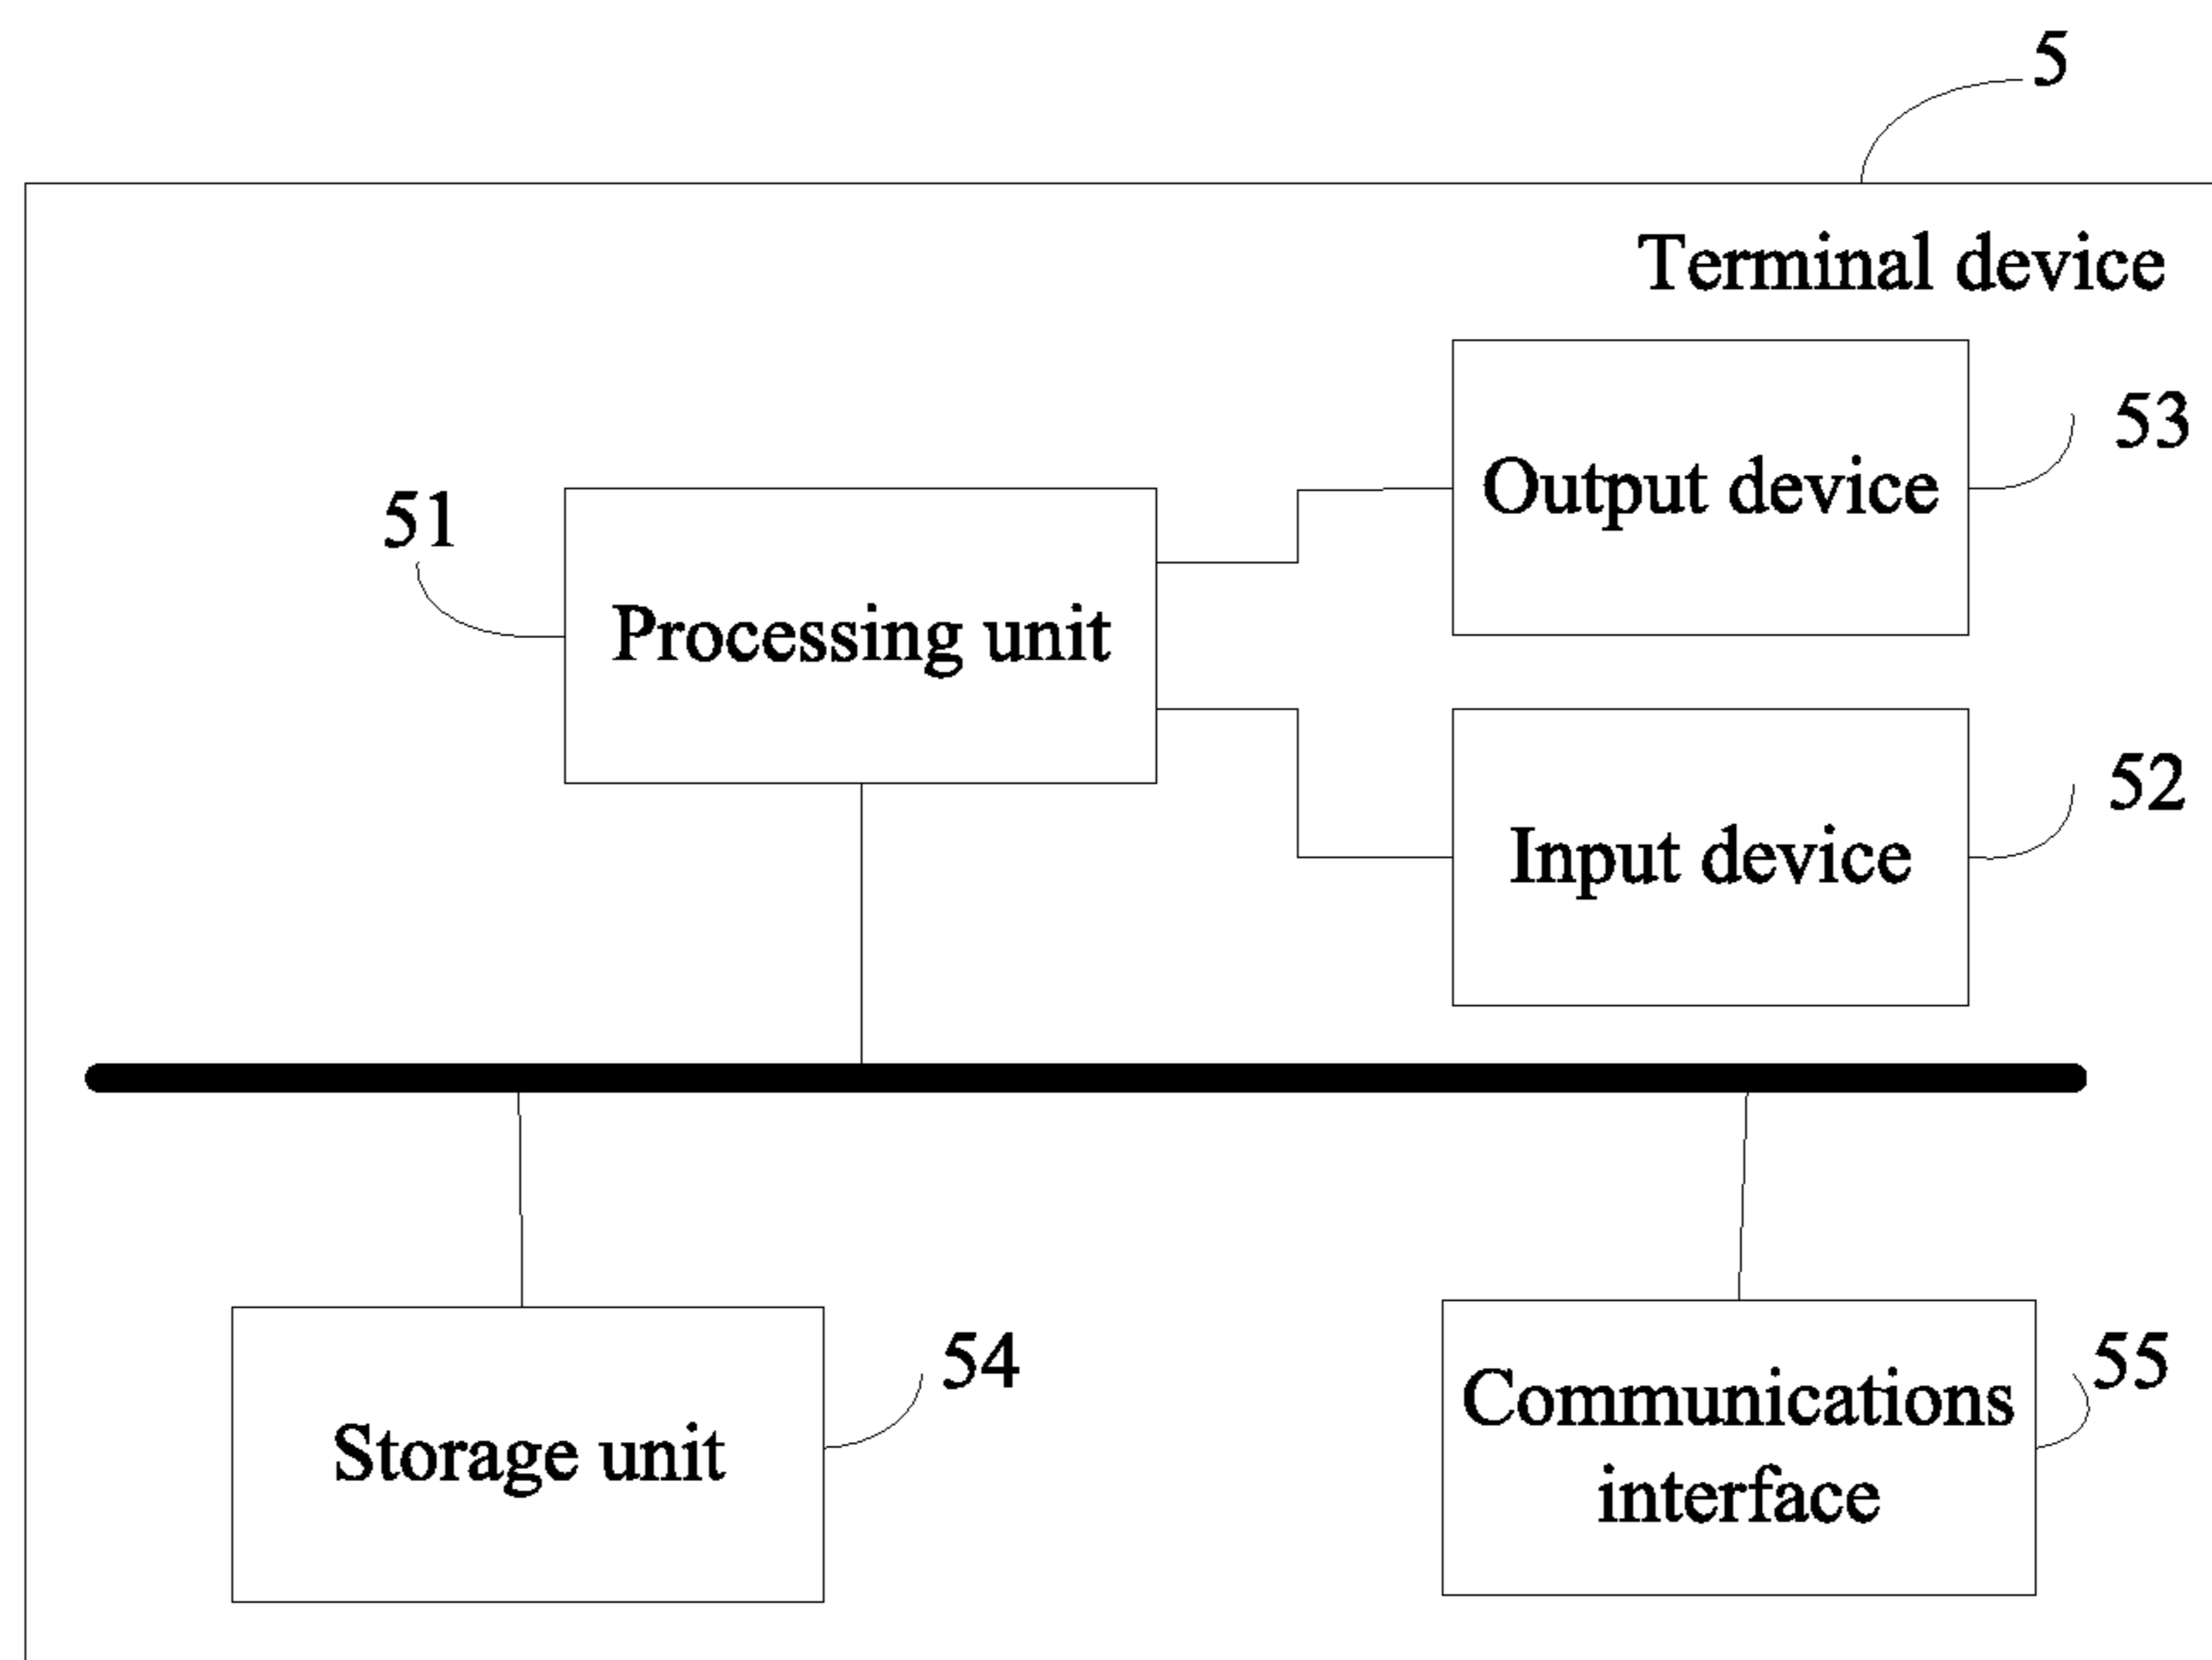 5
Terminal device
53
Output device
51
Processing unit
52
Input device
54
Storage unit
55
Communications
interface